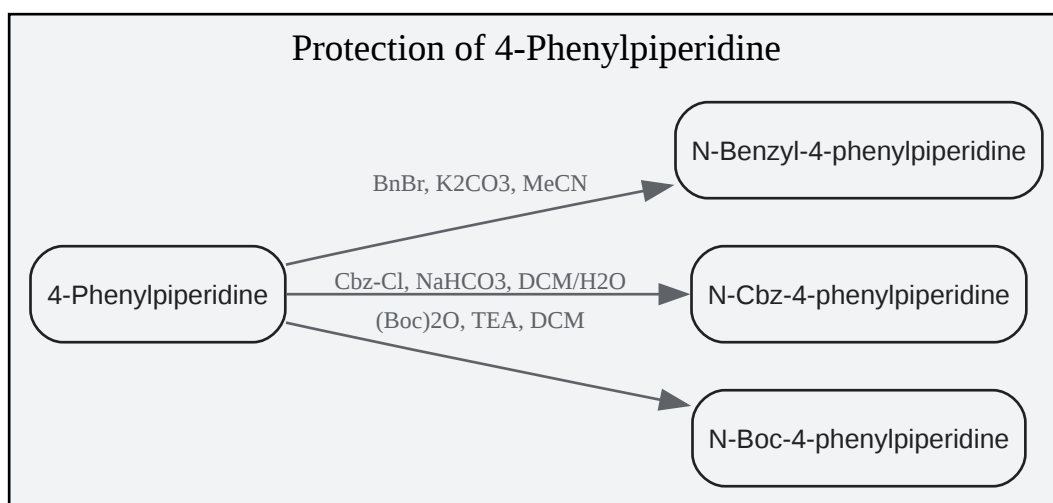 Protection of 4-Phenylpiperidine
N-Benzyl-4-phenylpiperidine
BnBr, K2CO3, MeCN
4-Phenylpiperidine
Cbz-Cl, NaHCO3, DCM/H2O
N-Cbz-4-phenylpiperidine
(Boc)2O, TEA, DCM
N-Boc-4-phenylpiperidine